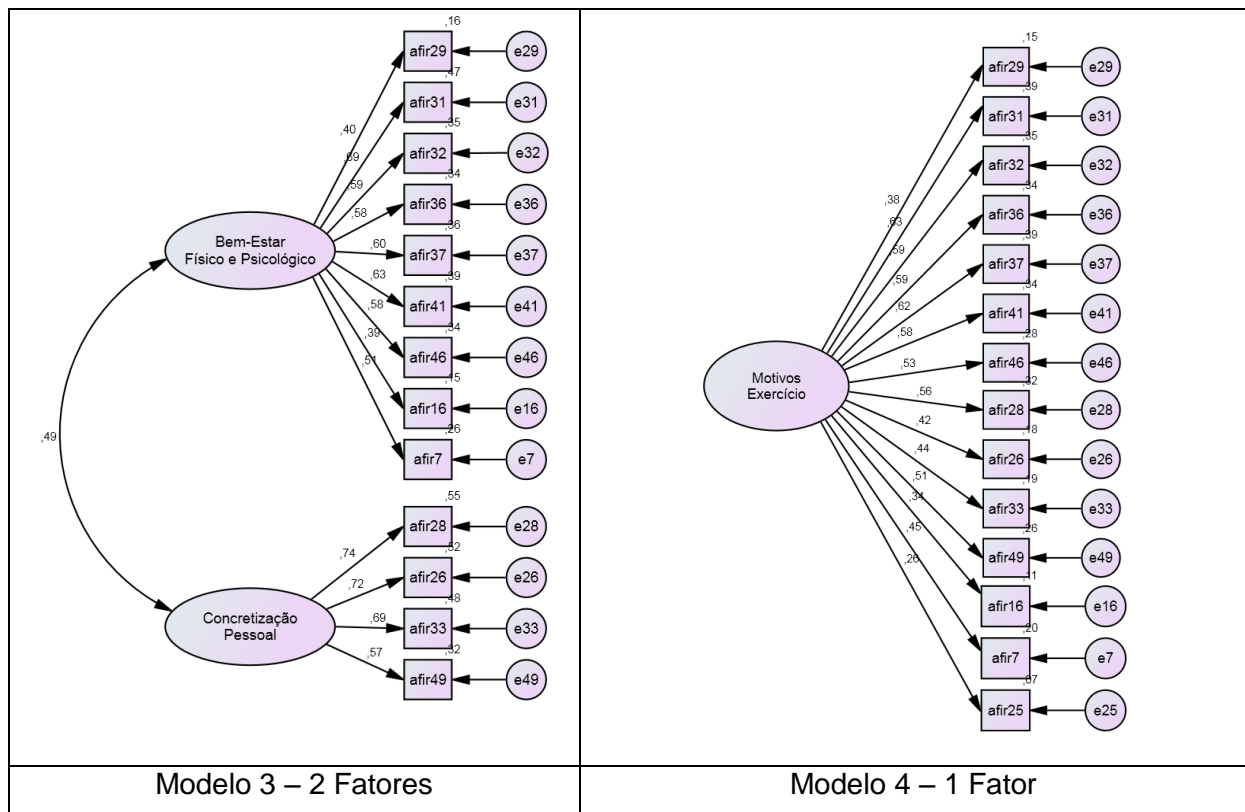 ,16
afir29
e29
,47
afir31
e31
,35
afir32
e32
,34
afir36
e36
,36
afir37
e37
,39
afir41
e41
,34
afir46
e46
,15
afir16
e16
,26
afir7
e7
,40
,69
,59
,58
,60
,63
,58
,39
,51
Bem-Estar
Físico e Psicológico
,49
,55
afir28
e28
,52
afir26
e26
,48
afir33
e33
,32
afir49
e49
,74
,72
,69
,57
Concretização
Pessoal
Modelo 3 – 2 Fatores
,15
afir29
e29
,39
afir31
e31
,35
afir32
e32
,34
afir36
e36
,39
afir37
e37
,34
afir41
e41
,28
afir46
e46
,32
afir28
e28
,18
afir26
e26
,19
afir33
e33
,26
afir49
e49
,11
afir16
e16
,20
afir7
e7
,07
afir25
e25
,38
,63
,59
,59
,62
,58
,53
,56
,42
,44
,51
,34
,45
,26
Motivos
Exercício
Modelo 4 – 1 Fator